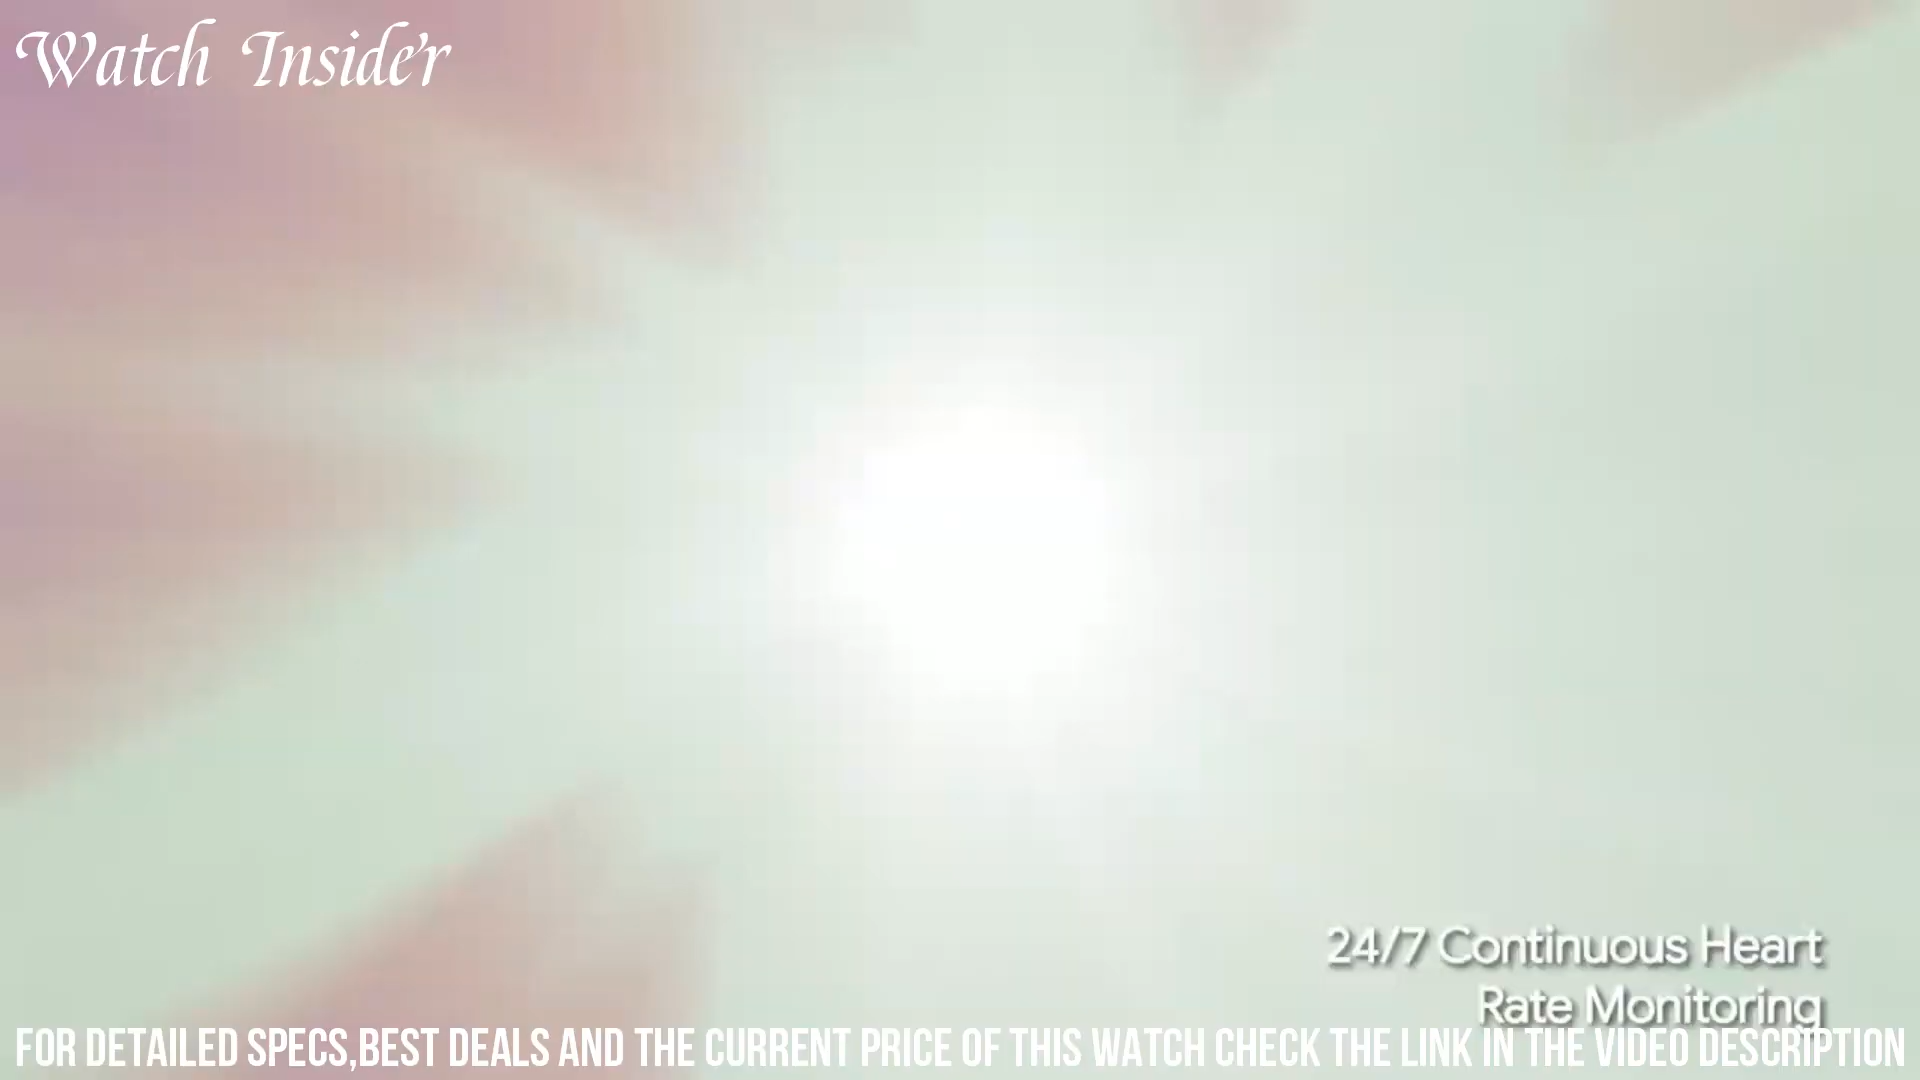 Watch Insider
24/7 Continuous Heart
Rate Monitoring
FOR DETAILED SPECS,BEST DEALS AND THE CURRENT PRICE OF THIS WATCH CHECK THE LINK IN THE VIDEO DESCRIPTION